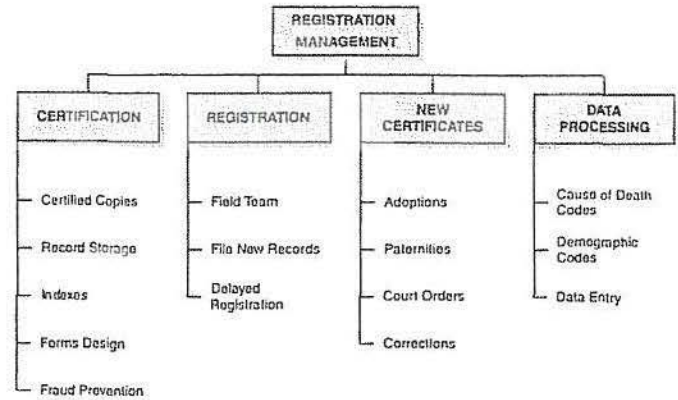 REGISTRATION
MANAGEMENT
CERTIFICATION
REGISTRATION
NEW
CERTIFICATES
DATA
PROCESSING
Certified Copies
Record Storage
Indexes
Forms Design
Fraud Prevention
Field Team
File New Records
Delayed
Registration
Adoptions
Paternities
Court Orders
Corrections
Cause of Death
Codes
Demographic
Codes
Data Entry